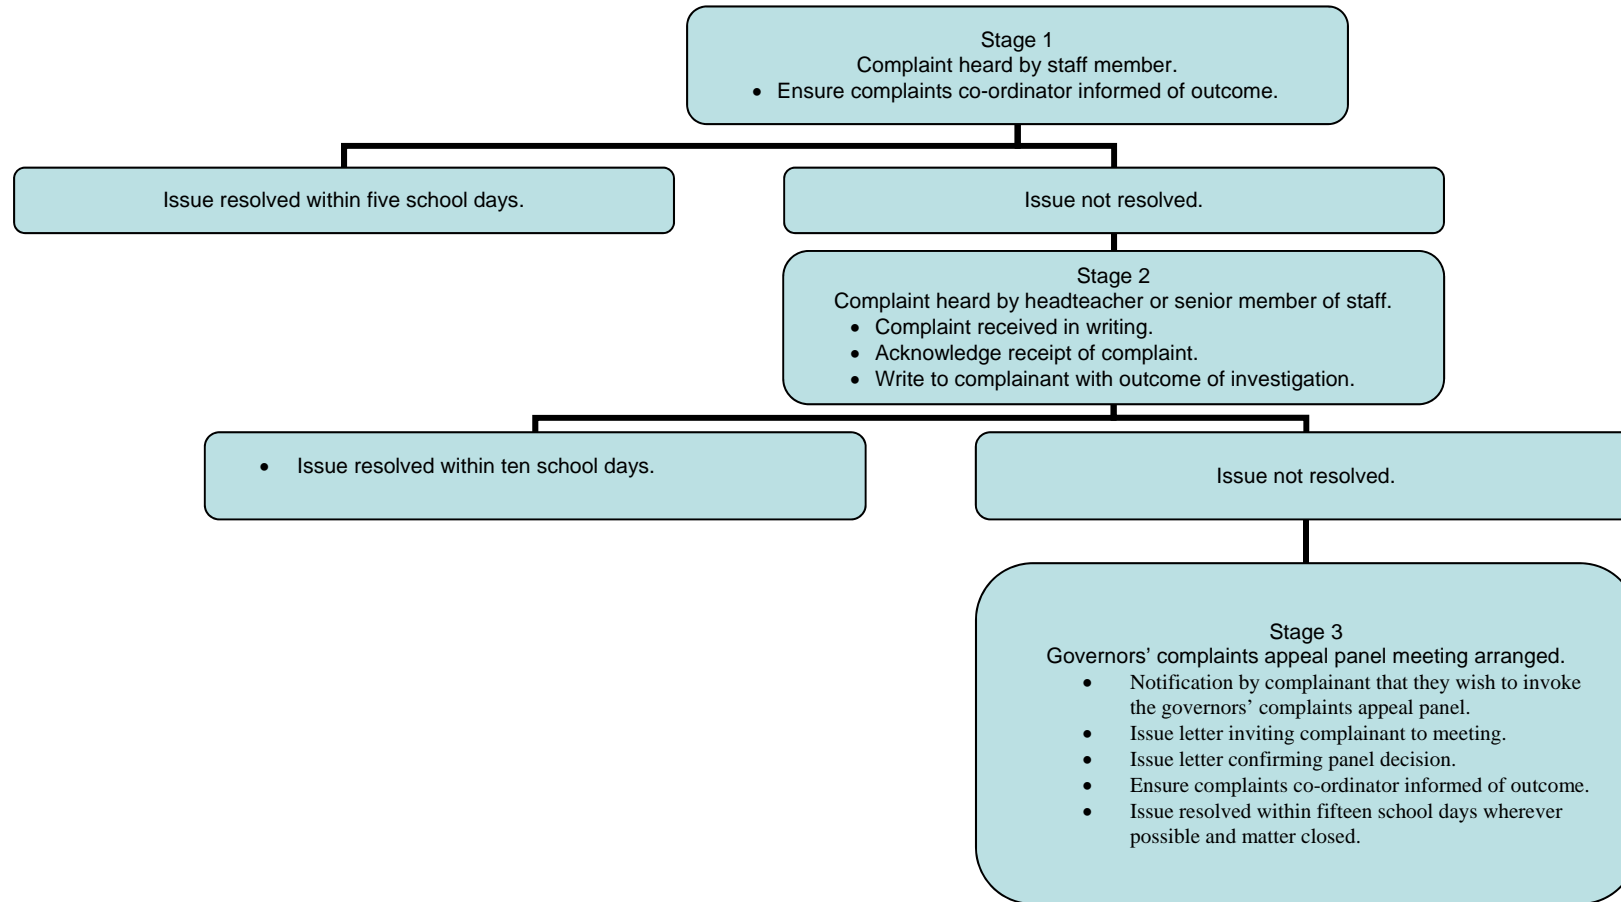 Stage 1
Complaint heard by staff member.
• Ensure complaints co-ordinator informed of outcome.
Issue resolved within five school days.
Issue not resolved.
Stage 2
Complaint heard by headteacher or senior member of staff.
• Complaint received in writing.
• Acknowledge receipt of complaint.
• Write to complainant with outcome of investigation.
• Issue resolved within ten school days.
Issue not resolved.
Stage 3
Governors’ complaints appeal panel meeting arranged.
• Notification by complainant that they wish to invoke
the governors’ complaints appeal panel.
• Issue letter inviting complainant to meeting.
• Issue letter confirming panel decision.
• Ensure complaints co-ordinator informed of outcome.
• Issue resolved within fifteen school days wherever
possible and matter closed.